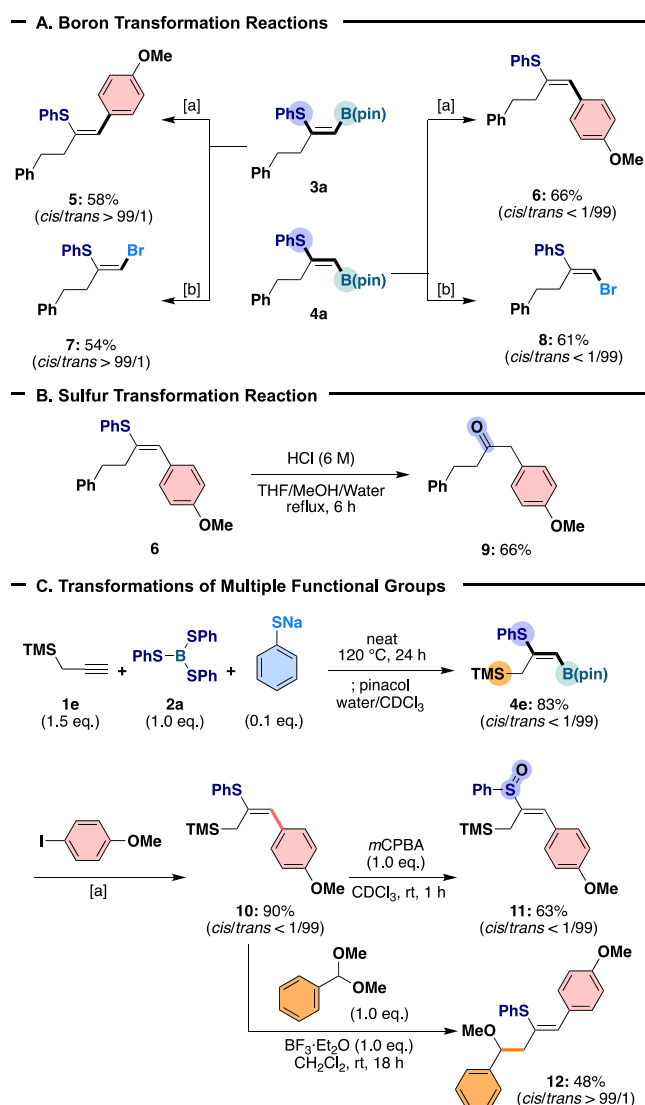 A. Boron Transformation Reactions
OMe
PhS
Ph
5: 58%
(cis/trans > 99/1)
[a]
PhS
B(pin)
Ph
3a
[a]
PhS
Ph
OMe
6: 66%
(cis/trans < 1/99)
PhS
Br
Ph
7: 54%
(cis/trans > 99/1)
[b]
PhS
Ph
B(pin)
4a
[b]
PhS
Ph
Br
8: 61%
(cis/trans < 1/99)
B. Sulfur Transformation Reaction
PhS
Ph
OMe
6
HCl (6 M)
THF/MeOH/Water
reflux, 6 h
O
Ph
OMe
9: 66%
C. Transformations of Multiple Functional Groups
TMS
1e
(1.5 eq.)
+
SPh
PhS
B
SPh
2a
(1.0 eq.)
+
SNa
(0.1 eq.)
neat
120 °C, 24 h
; pinacol
water/CDCl3
PhS
TMS
B(pin)
4e: 83%
(cis/trans < 1/99)
I
OMe
[a]
PhS
TMS
OMe
10: 90%
(cis/trans < 1/99)
mCPBA
(1.0 eq.)
CDCl3, rt, 1 h
O
Ph
S
TMS
OMe
11: 63%
(cis/trans < 1/99)
OMe
OMe
(1.0 eq.)
BF3·Et2O (1.0 eq.)
CH2Cl2, rt, 18 h
OMe
PhS
MeO
12: 48%
(cis/trans > 99/1)